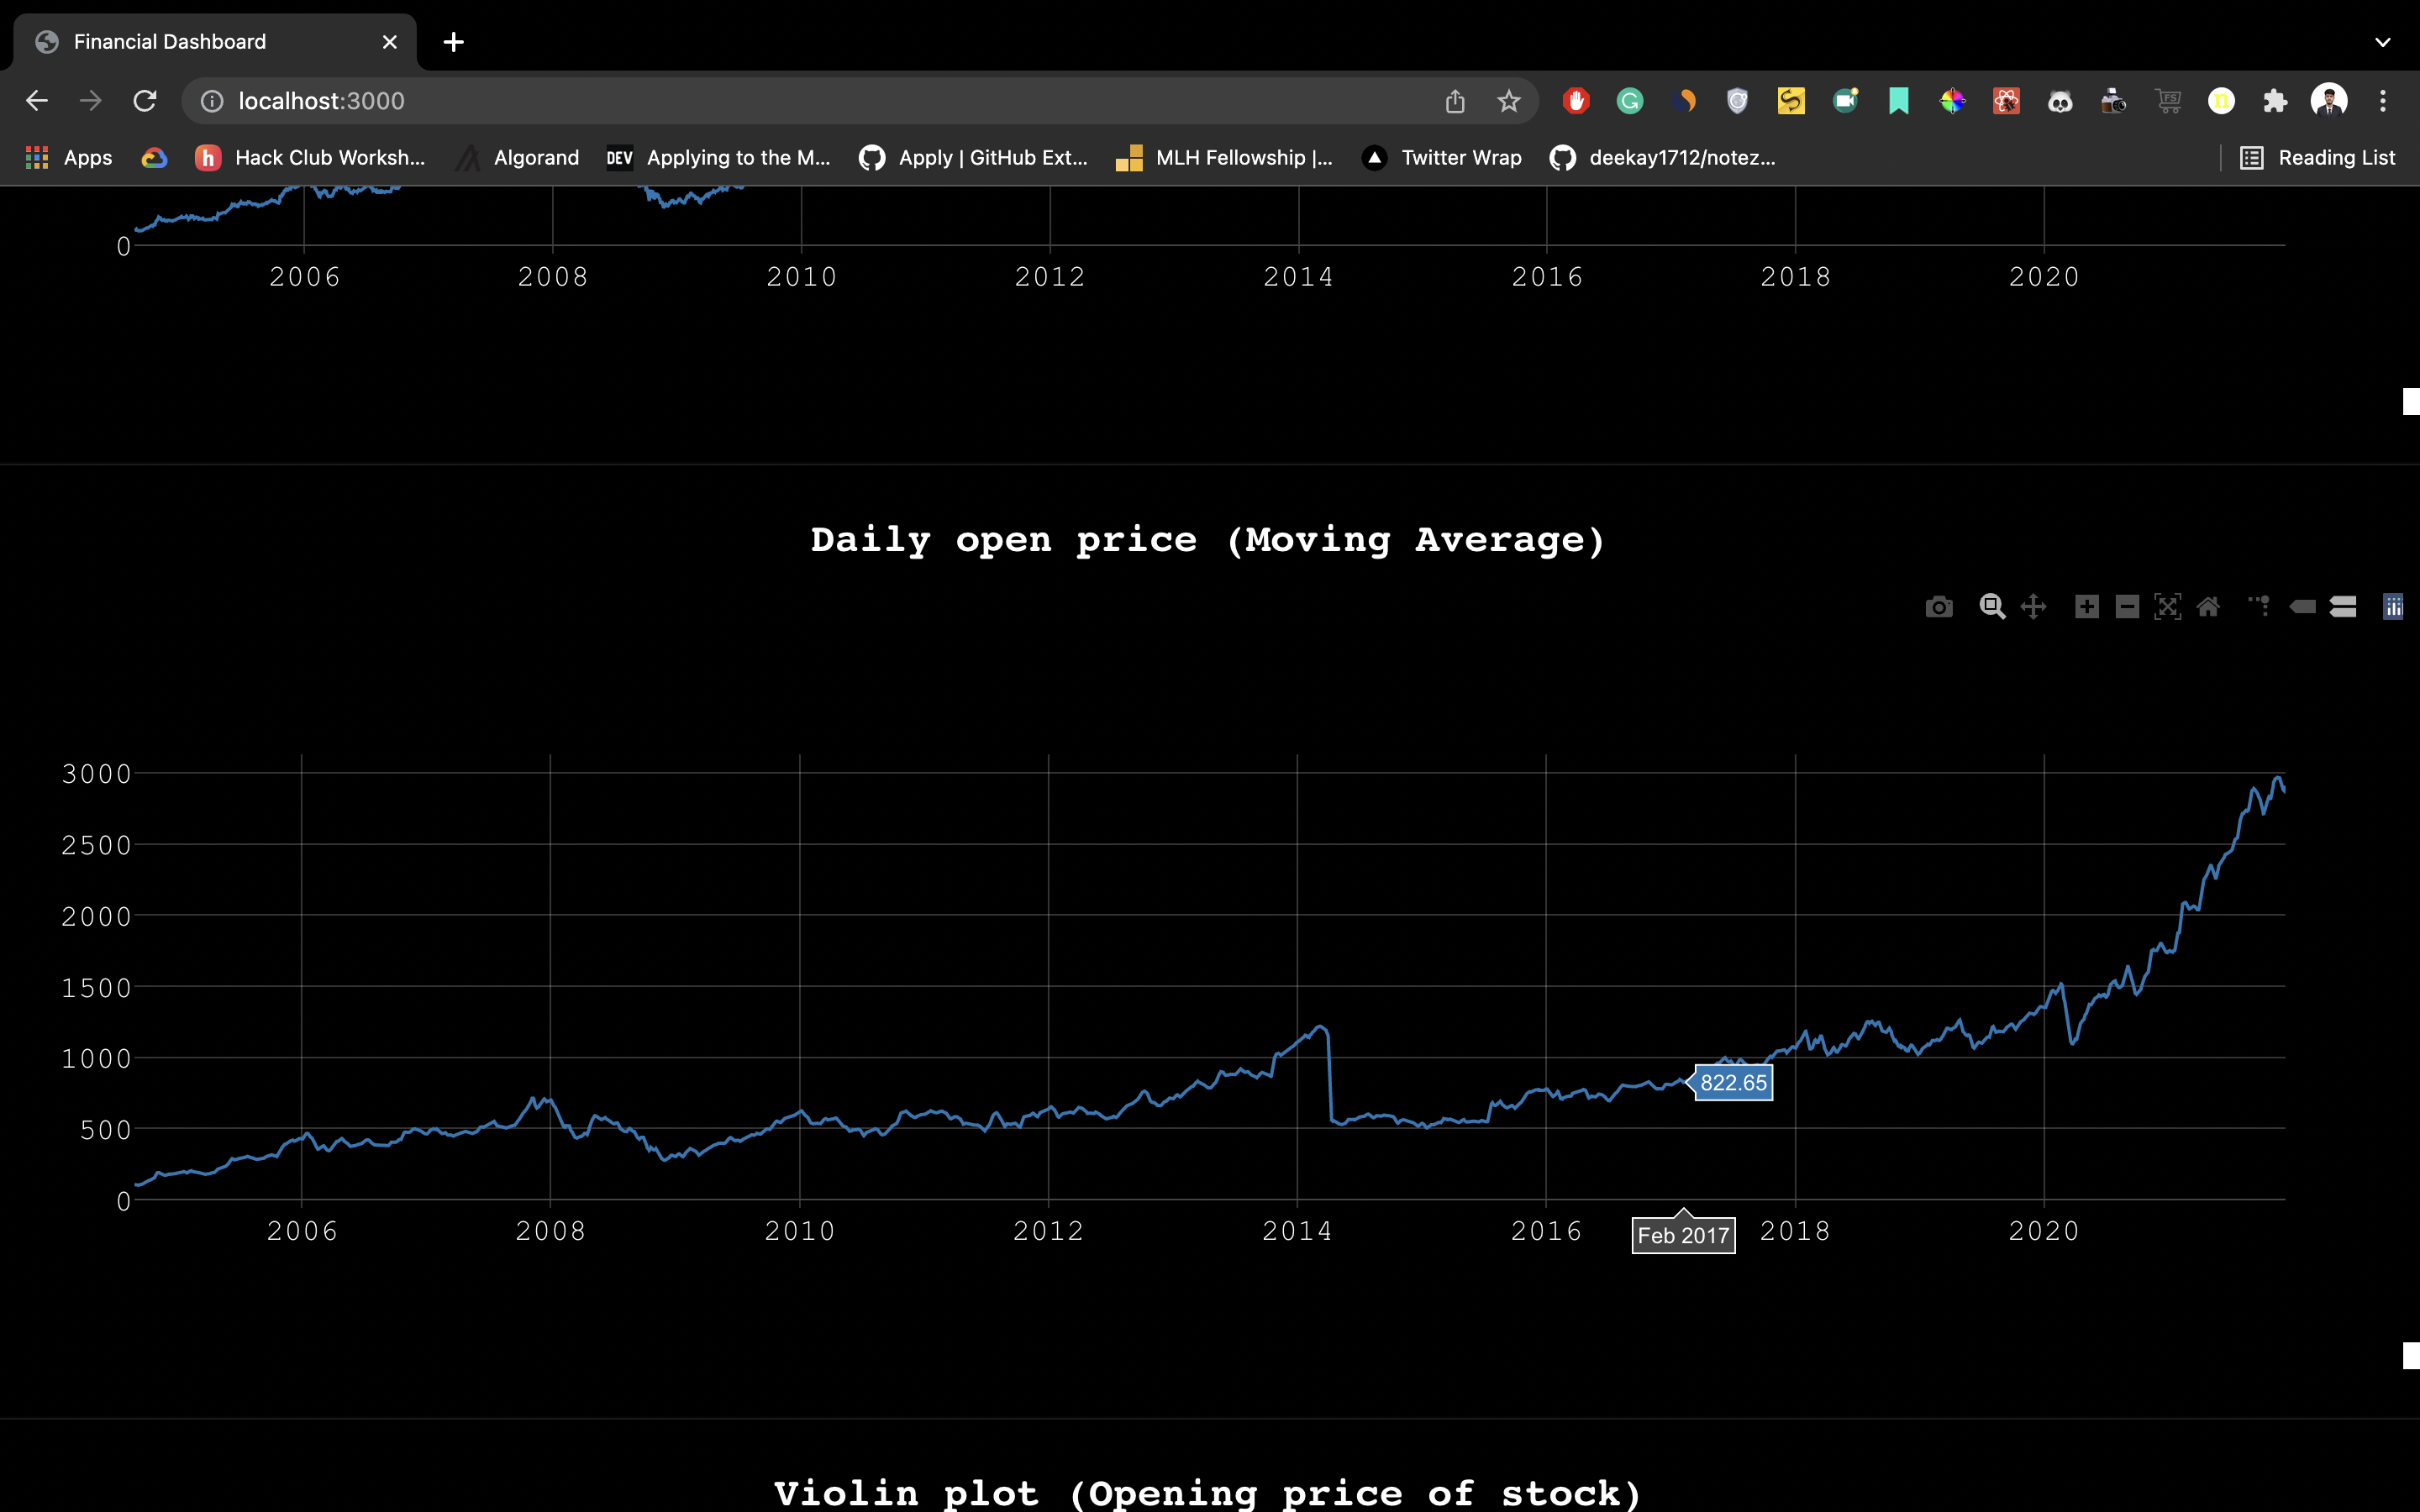 Financial Dashboard
localhost:3000
Apps
h Hack Club Worksh...
Algorand
DEV Applying to the M...
Apply | GitHub Ext...
MLH Fellowship |...
Twitter Wrap
deekay1712/notez...
Reading List
0
2006 2008 2010 2012 2014 2016 2018 2020
Daily open price (Moving Average)
3000
2500
2000
1500
1000
822.65
500
0
2006 2008 2010 2012 2014 2016 2018 2020
Feb 2017
Violin plot (Opening price of stock)